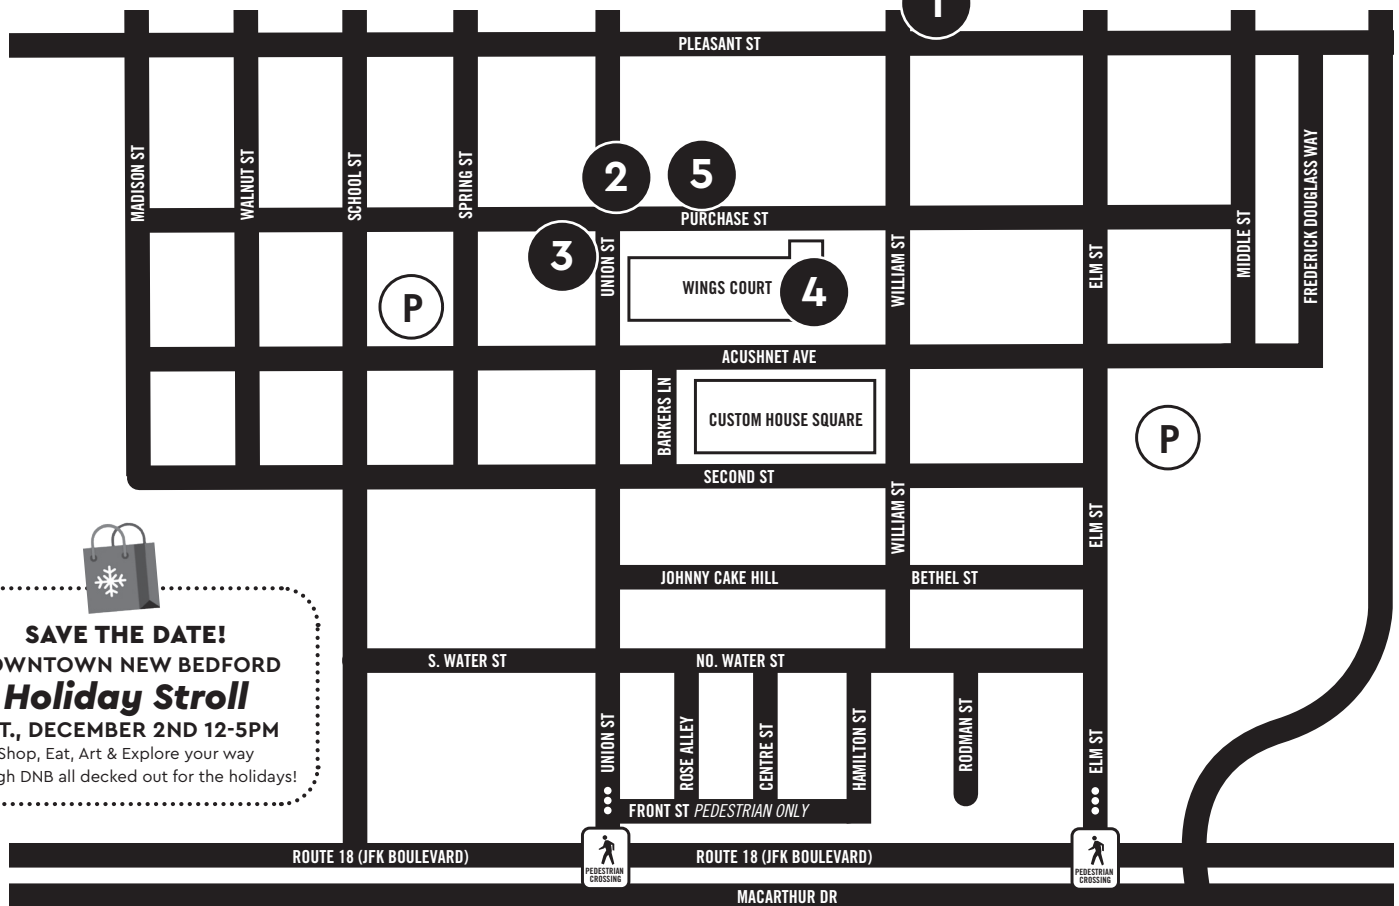 1
PLEASANT ST
MADISON ST
WALNUT ST
SCHOOL ST
SPRING ST
2
5
PURCHASE ST
3
UNION ST
WINGS COURT
4
WILLIAM ST
ELM ST
MIDDLE ST
FREDERICK DOUGLASS WAY
P
ACUSHNET AVE
BARKERS LN
CUSTOM HOUSE SQUARE
P
SECOND ST
WILLIAM ST
ELM ST
JOHNNY CAKE HILL
BETHEL ST
SAVE THE DATE!
OWNTOWN NEW BEDFORD
Holiday Stroll
T., DECEMBER 2ND 12-5PM
Shop, Eat, Art & Explore your way
gh DNB all decked out for the holidays!
S. WATER ST
NO. WATER ST
UNION ST
ROSE ALLEY
CENTRE ST
HAMILTON ST
RODMAN ST
ELM ST
FRONT ST PEDESTRIAN ONLY
ROUTE 18 (JFK BOULEVARD)
PEDESTRIAN
CROSSING
ROUTE 18 (JFK BOULEVARD)
PEDESTRIAN
CROSSING
MACARTHUR DR